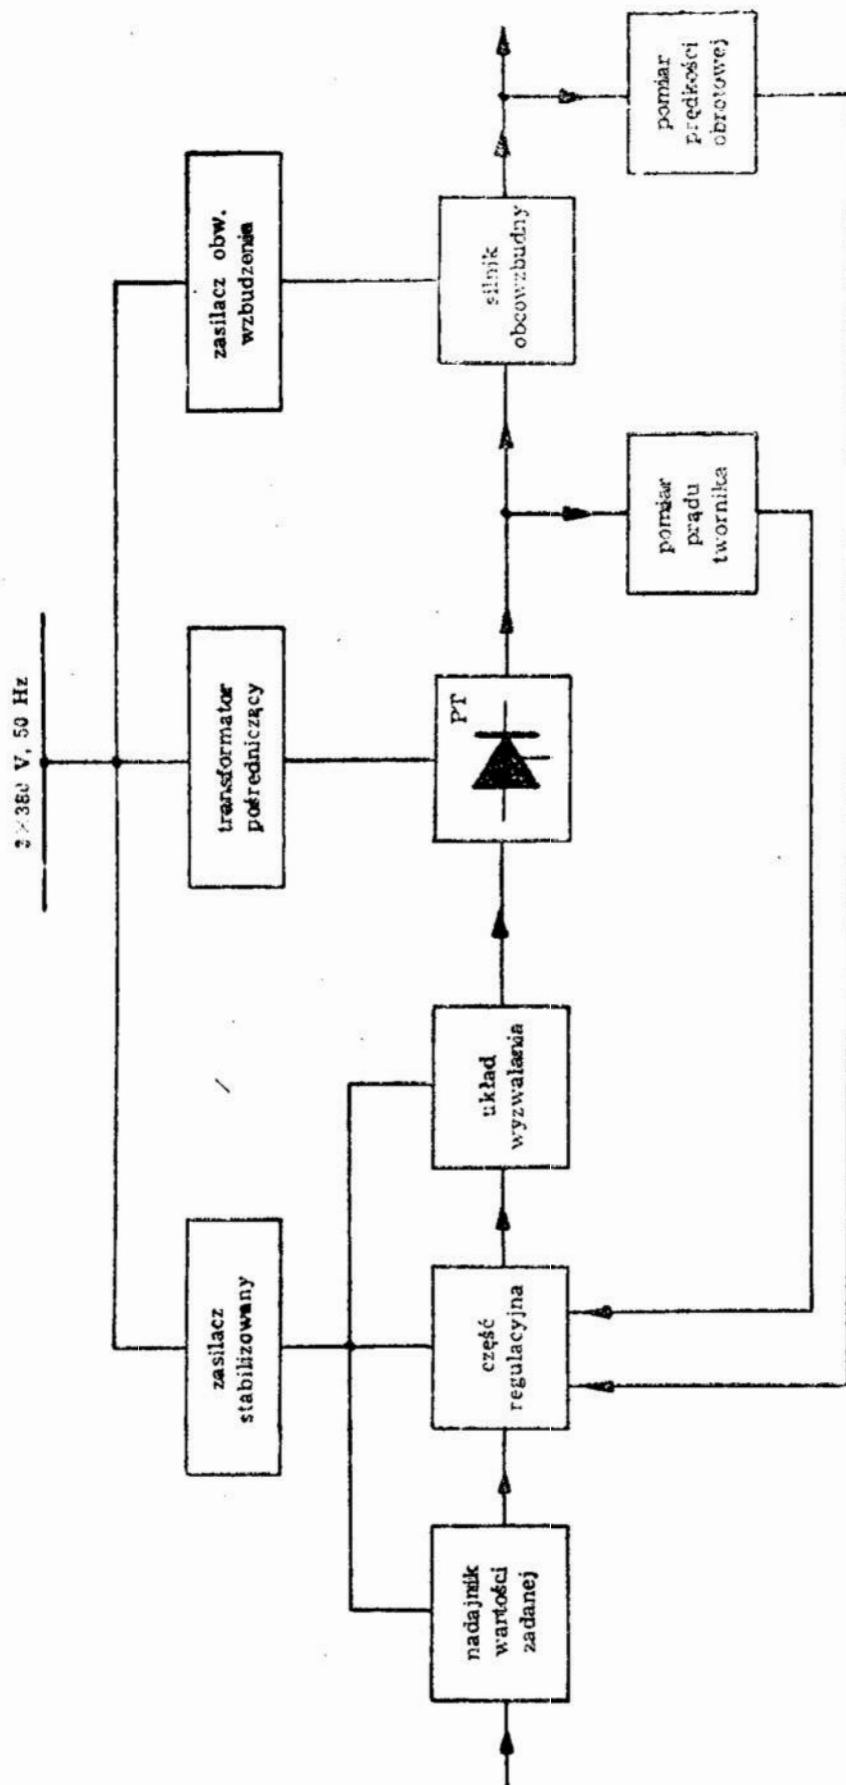 2×380 V, 50 Hz
zasilacz
stabilizowany
transformator
pośredniczący
zasilacz obw.
wzbudzenia
nadajnik
wartości
zadanej
część
regulacyjna
układ
wyzwalania
PT
silnik
obcowzbudny
pomiar
prądu
twornika
pomiar
prędkości
obrotowej